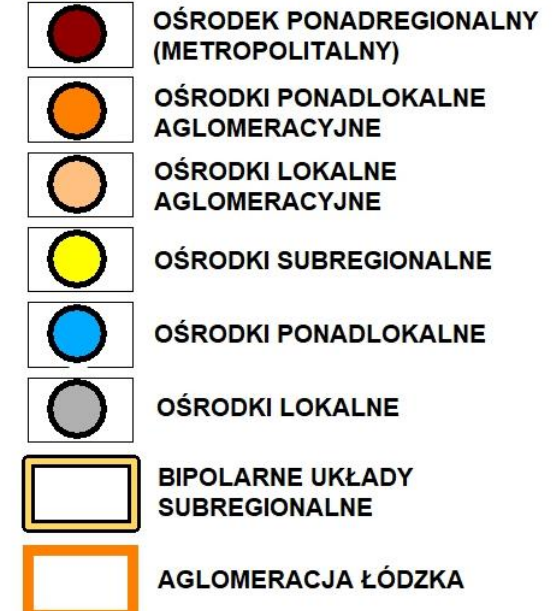 OŚRODEK PONADREGIONALNY
(METROPOLITALNY)
OŚRODKI PONADLOKALNE
AGLOMERACYJNE
OŚRODKI LOKALNE
AGLOMERACYJNE
OŚRODKI SUBREGIONALNE
OŚRODKI PONADLOKALNE
OŚRODKI LOKALNE
BIPOLARNE UKŁADY
SUBREGIONALNE
AGLOMERACJA ŁÓDZKA